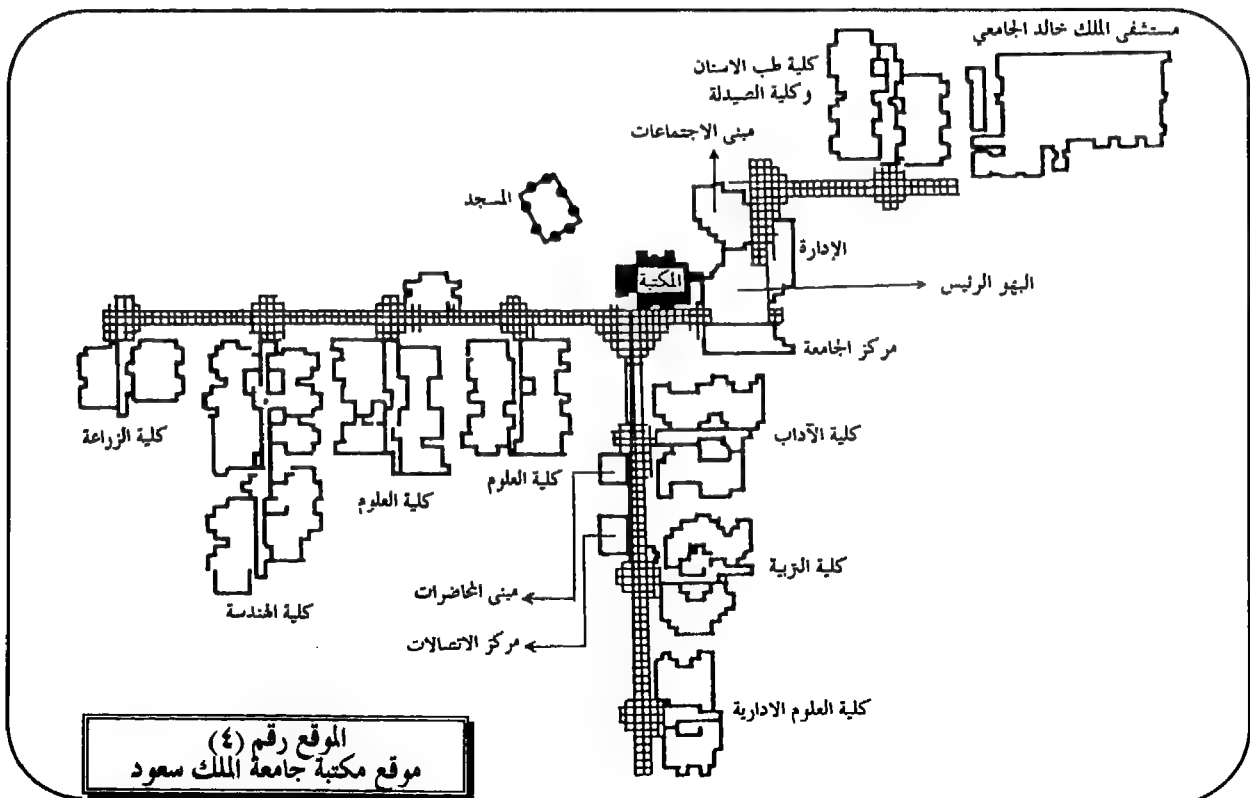 مستشفى الملك خالد الجامعي
كلية طب الاسنان
وكلية الصيدلة
مبنى الاجتماعات
المسجد
الإدارة
المكتبة
البهو الرئيس
مركز الجامعة
كلية الزراعة
كلية الآداب
كلية العلوم
كلية العلوم
كلية التربية
مبنى المحاضرات
كلية الهندسة
مركز الاتصالات
كلية العلوم الادارية
الموقع رقم (٤)
موقع مكتبة جامعة الملك سعود